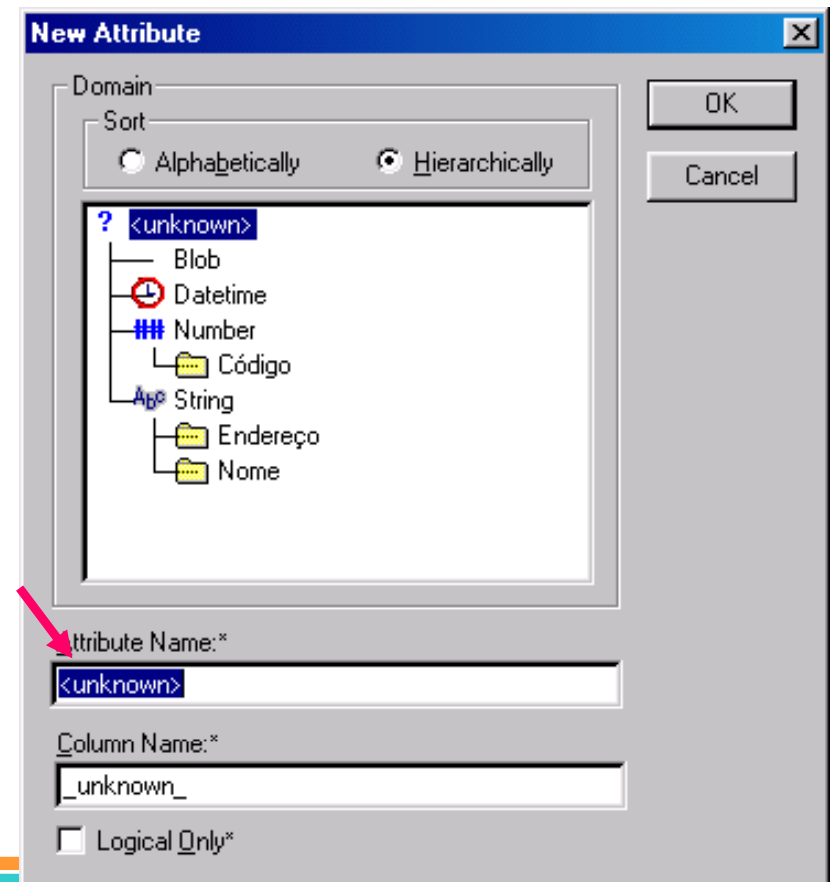 New Attribute
Domain
Sort
Alphabetically Hierarchically
OK
Cancel
? <unknown>
Blob
Datetime
Number
Código
Abc String
Endereço
Nome
Attribute Name:*
<unknown>
Column Name:*
_unknown_
Logical Only*